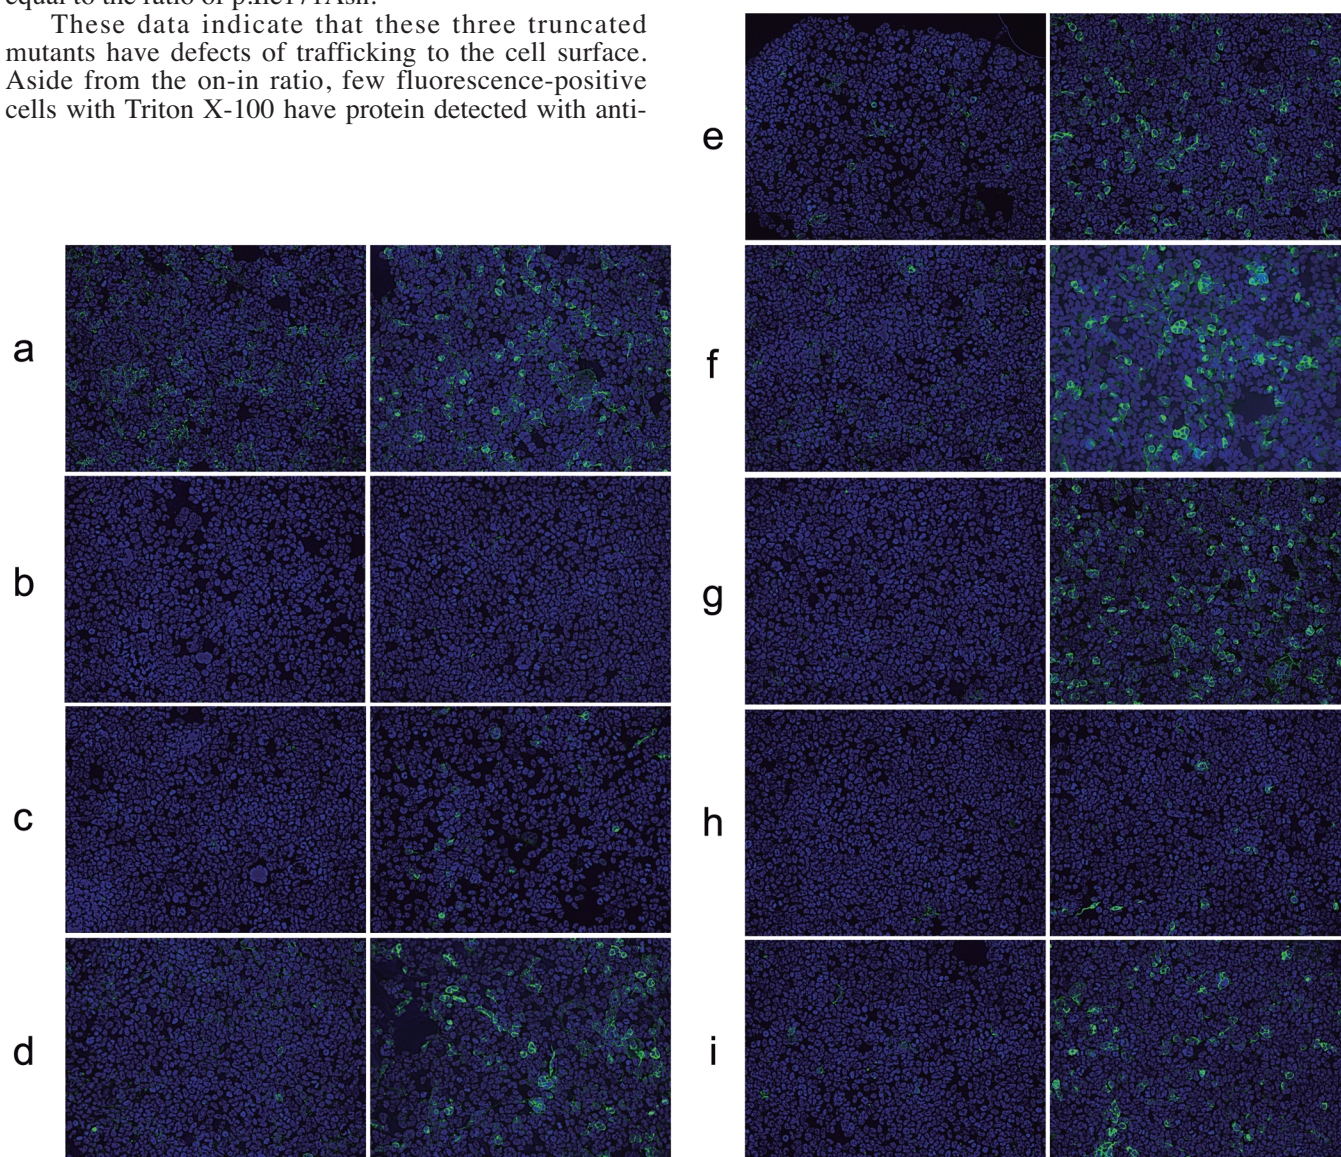 These data indicate that these three truncated
mutants have defects of trafficking to the cell surface.
Aside from the on-in ratio, few fluorescence-positive
cells with Triton X-100 have protein detected with anti-
a
b
c
d
e
f
g
h
i